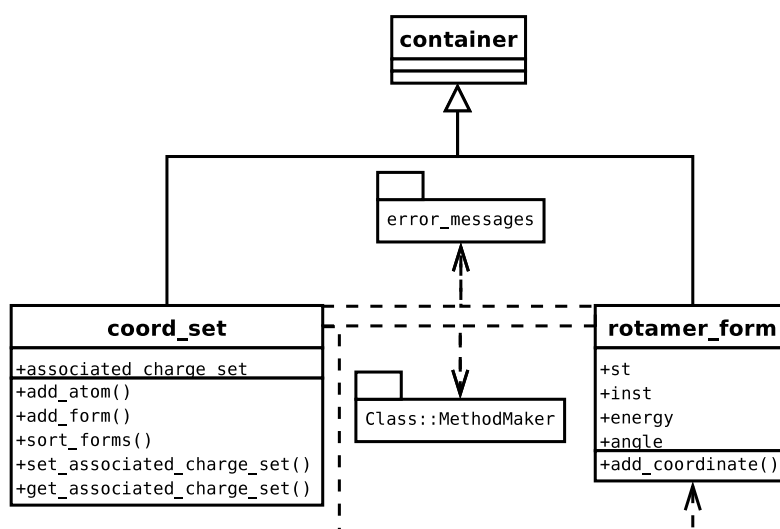 container
error_messages
coord_set
+associated_charge_set
+add_atom()
+add_form()
+sort_forms()
+set_associated_charge_set()
+get_associated_charge_set()
Class::MethodMaker
rotamer_form
+st
+inst
+energy
+angle
+add_coordinate()